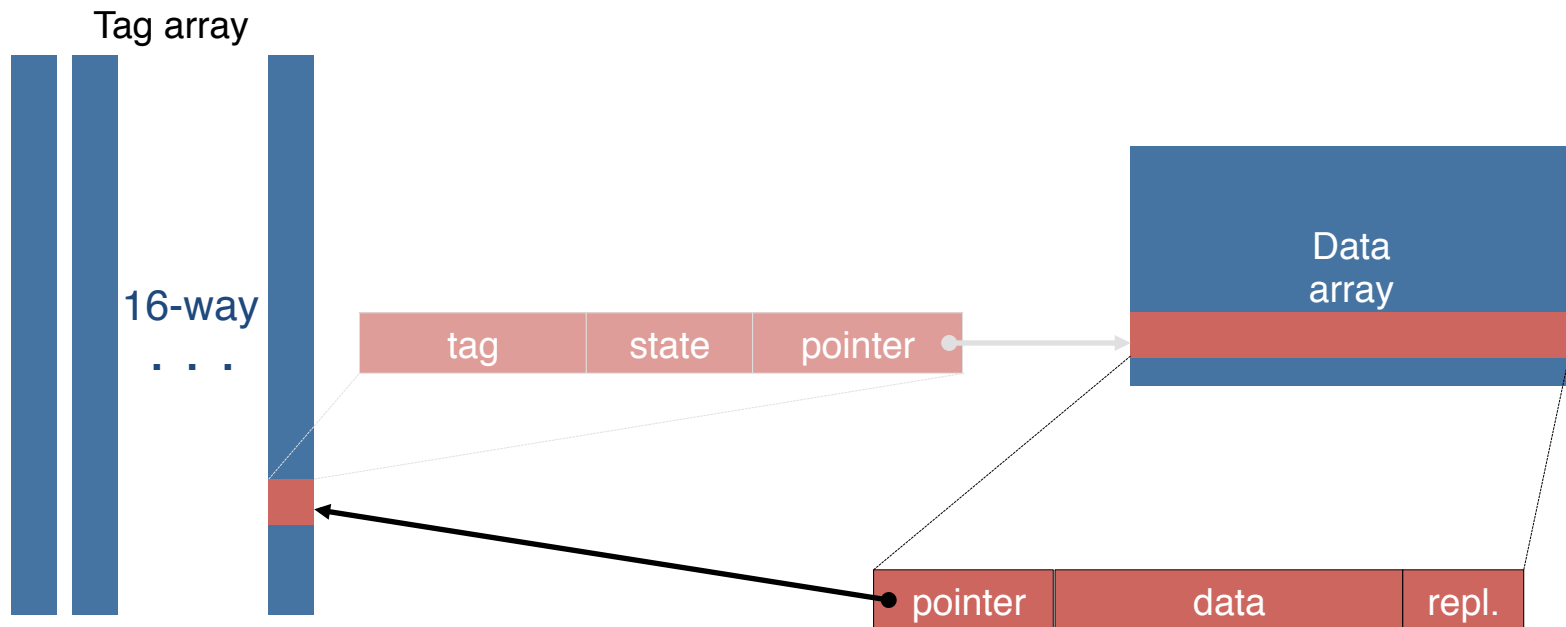 Tag array
16-way
. . .
tag state pointer
Data
array
pointer data repl.